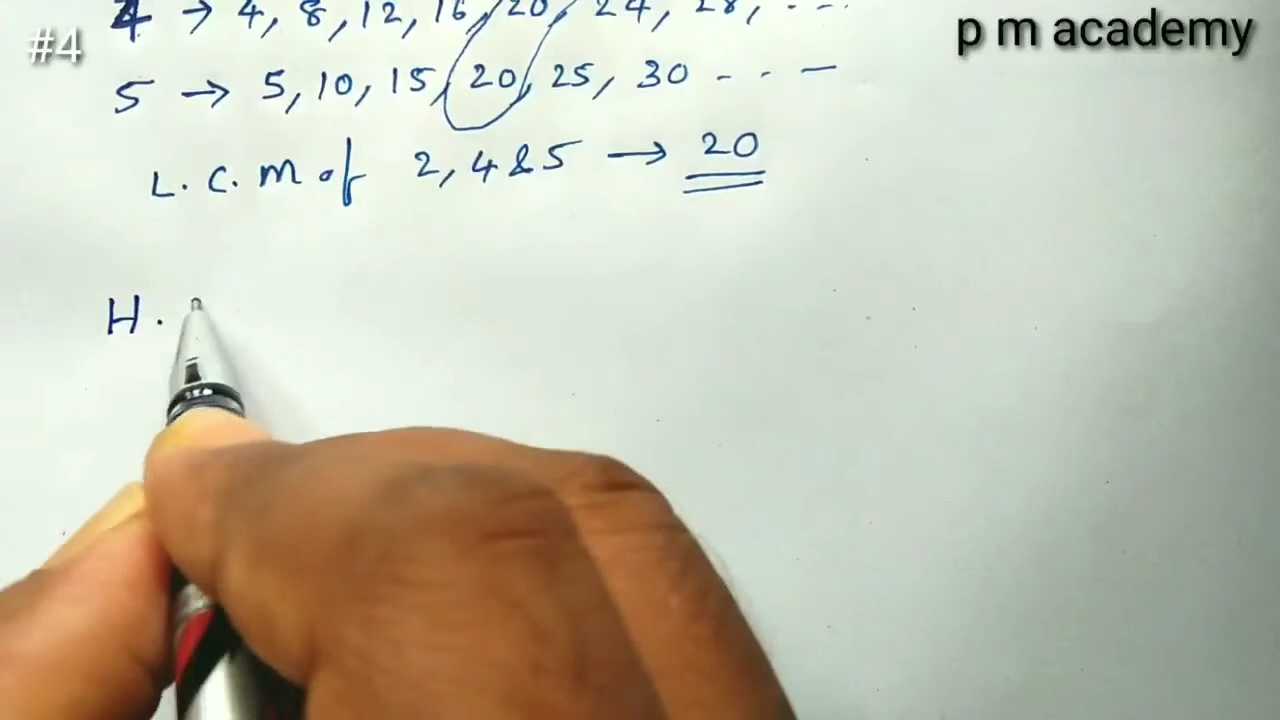 #4
p m academy
4 → 4, 8, 12, 16, 20, 24, 28, . . .
5 → 5, 10, 15, 20, 25, 30 - - -
L.C.M of 2, 4 & 5 → 20
H.